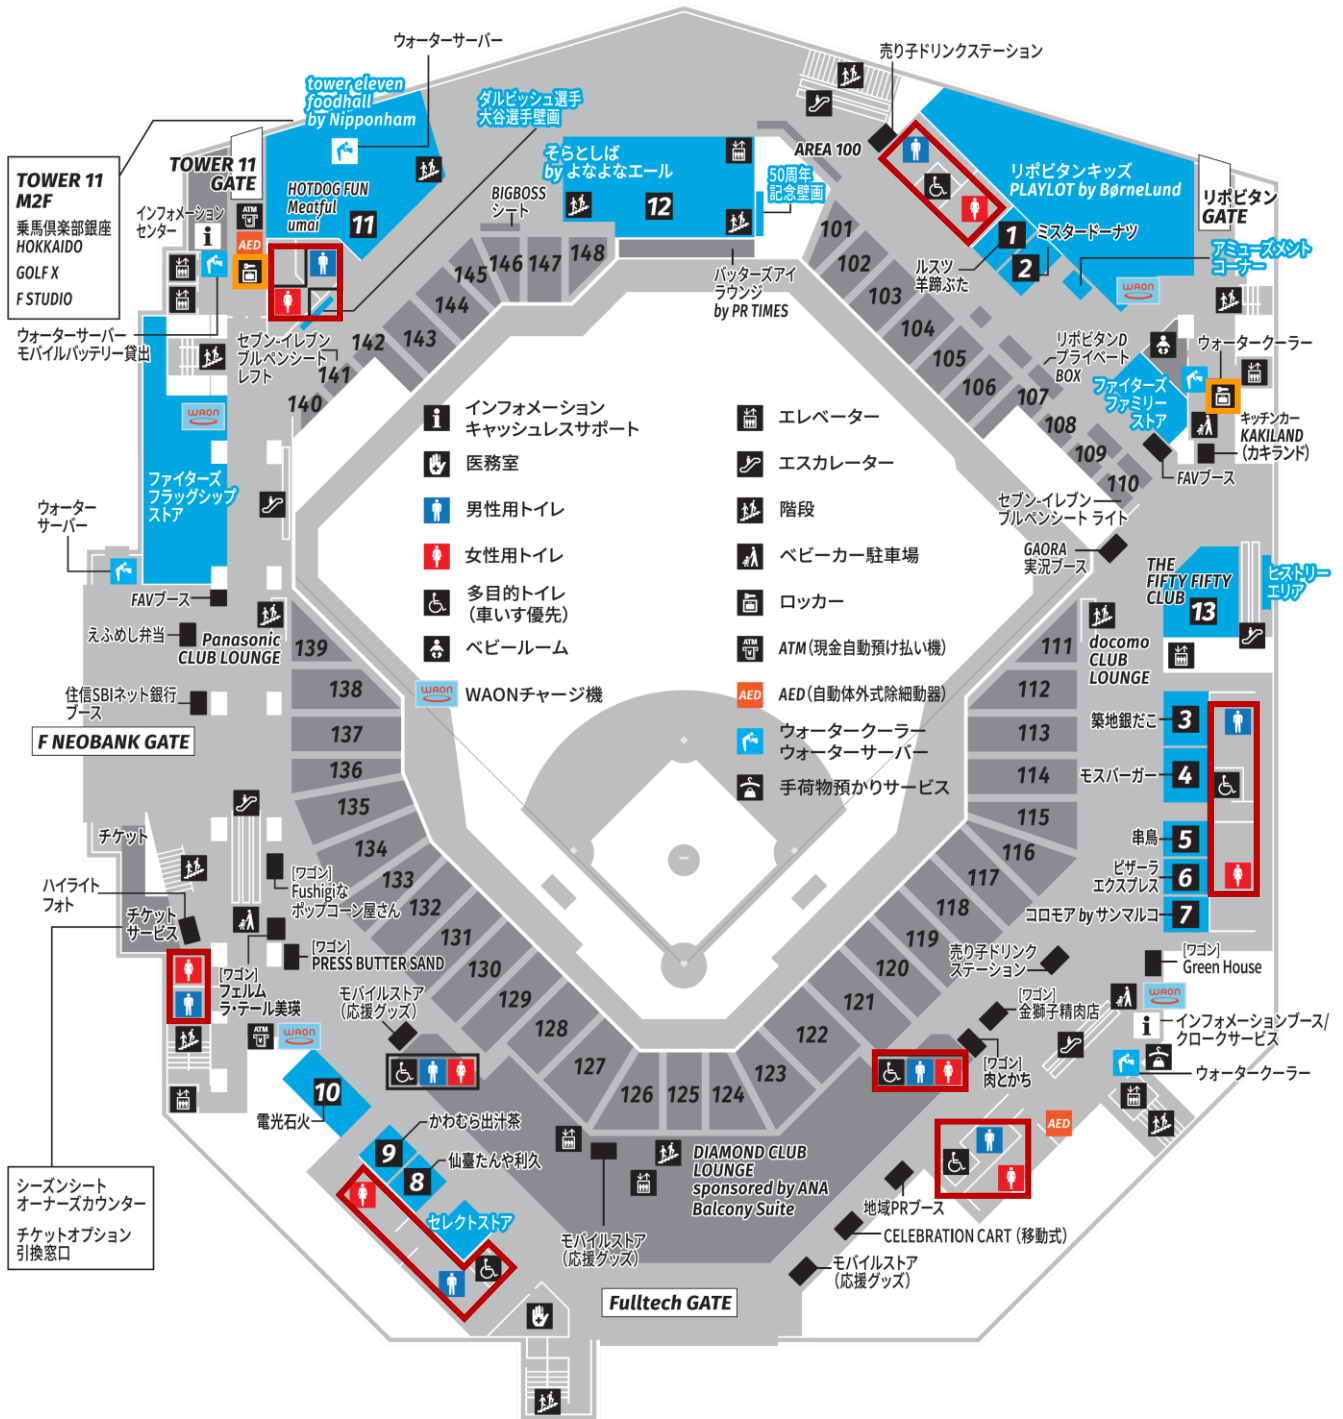 ウォーターサーバー
売り子ドリンクステーション
tower eleven
foodhall
by Nipponham
ダルビッシュ選手
大谷選手壁画
AREA 100
TOWER 11
GATE
TOWER 11
M2F
乗馬倶楽部銀座
HOKKAIDO
GOLF X
F STUDIO
HOTDOG FUN
Meatful
umai
11
インフォメーション
センター
ATM
AED
BIGBOSS
シート
そらとしば
by よなよなエール
12
50周年
記念壁画
リポビタンキッズ
PLAYLOT by BørneLund
リポビタン
GATE
1
ミスタードーナツ
2
ルスツ
羊蹄ぶた
アミューズメント
コーナー
WAON
バッターズアイ
ラウンジ
by PR TIMES
ウォーターサーバー
モバイルバッテリー貸出
セブン-イレブン
ブルペンシート
レフト
148
147
146
145
144
143
142
141
140
101
102
103
104
105
106
107
108
109
110
リポビタンD
プライベート
BOX
ウォータークーラー
ファイターズ
ファミリー
ストア
キッチンカー
KAKILAND
(カキランド)
FAVブース
セブン-イレブン
ブルペンシート ライト
GAORA
実況ブース
WAON
ファイターズ
フラッグシップ
ストア
ウォーター
サーバー
FAVブース
えふめし弁当
Panasonic
CLUB LOUNGE
住信SBIネット銀行
ブース
F NEOBANK GATE
インフォメーション
キャッシュレスサポート
医務室
男性用トイレ
女性用トイレ
多目的トイレ
(車いす優先)
ベビールーム
WAON
WAONチャージ機
エレベーター
エスカレーター
階段
ベビーカー駐車場
ロッカー
ATM
ATM(現金自動預け払い機)
AED
AED(自動体外式除細動器)
ウォータークーラー
ウォーターサーバー
手荷物預かりサービス
THE
FIFTY FIFTY
CLUB
13
ヒストリー
エリア
docomo
CLUB
LOUNGE
築地銀だこ
3
モスバーガー
4
串鳥
5
ピザーラ
エクスプレス
6
コロモア by サンマルコ
7
139
138
137
136
135
134
133
132
131
130
129
128
127
126
125
124
123
122
121
120
119
118
117
116
115
114
113
112
111
チケット
ハイライト
フォト
チケット
サービス
[ワゴン]
Fushigiな
ポップコーン屋さん
[ワゴン]
PRESS BUTTER SAND
[ワゴン]
フェルム
ラ・テール美瑛
モバイルストア
(応援グッズ)
ATM
WAON
10
電光石火
9
かわむら出汁茶
8
仙臺たんや利久
セレクトストア
シーズンシート
オーナーズカウンター
チケットオプション
引換窓口
売り子ドリンク
ステーション
[ワゴン]
Green House
WAON
[ワゴン]
金獅子精肉店
インフォメーションブース/
クロークサービス
[ワゴン]
肉とかち
ウォータークーラー
AED
DIAMOND CLUB
LOUNGE
sponsored by ANA
Balcony Suite
モバイルストア
(応援グッズ)
地域PRブース
CELEBRATION CART (移動式)
モバイルストア
(応援グッズ)
Fulltech GATE